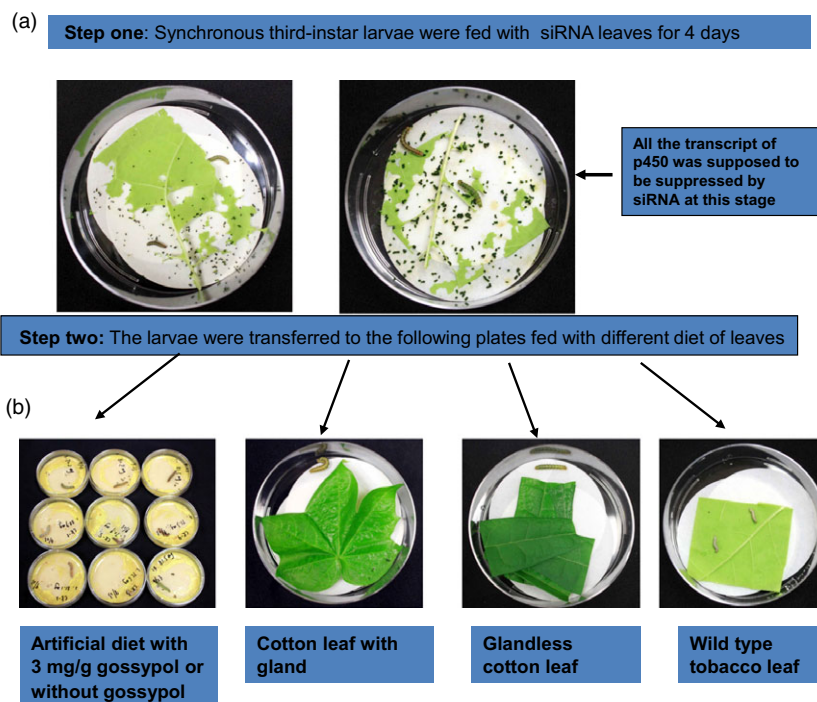 (a)
Step one: Synchronous third-instar larvae were fed with siRNA leaves for 4 days
All the transcript of
p450 was supposed to
be suppressed by
siRNA at this stage
Step two: The larvae were transferred to the following plates fed with different diet of leaves
(b)
Artificial diet with
3 mg/g gossypol or
without gossypol
Cotton leaf with
gland
Glandless
cotton leaf
Wild type
tobacco leaf